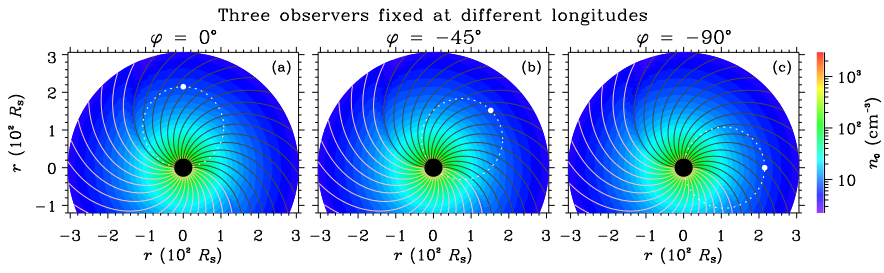 Three observers fixed at different longitudes
φ = 0° φ = −45° φ = −90°
(a) (b) (c)
3
2
1
0
−1
r (10² Rs)
−3 −2 −1 0 1 2 3 −3 −2 −1 0 1 2 3 −3 −2 −1 0 1 2 3
r (10² Rs) r (10² Rs) r (10² Rs)
10³
10²
10
n₀ (cm⁻³)